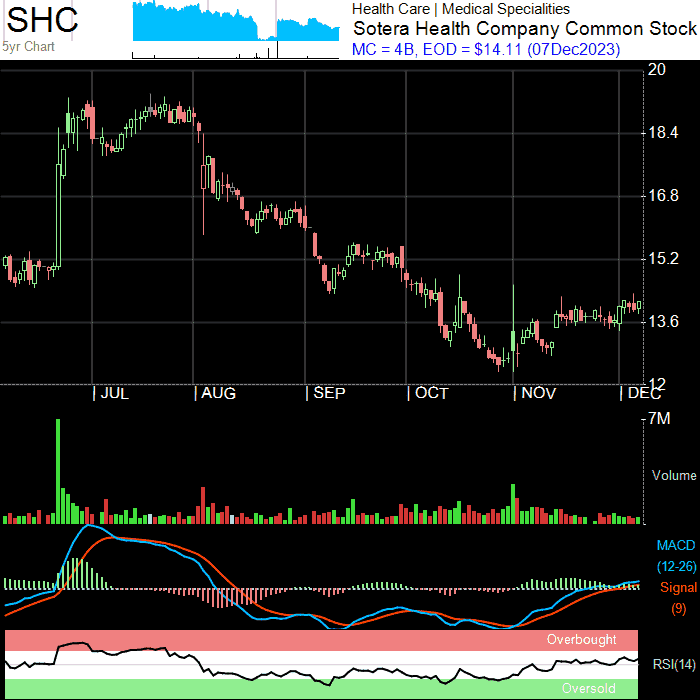 SHC
5yr Chart
Health Care | Medical Specialities
Sotera Health Company Common Stock
MC = 4B, EOD = $14.11 (07Dec2023)
20
18.4
16.8
15.2
13.6
12
| JUL | AUG | SEP | OCT | NOV | DEC
7M
Volume
MACD
(12-26)
Signal
(9)
Overbought
RSI(14)
Oversold